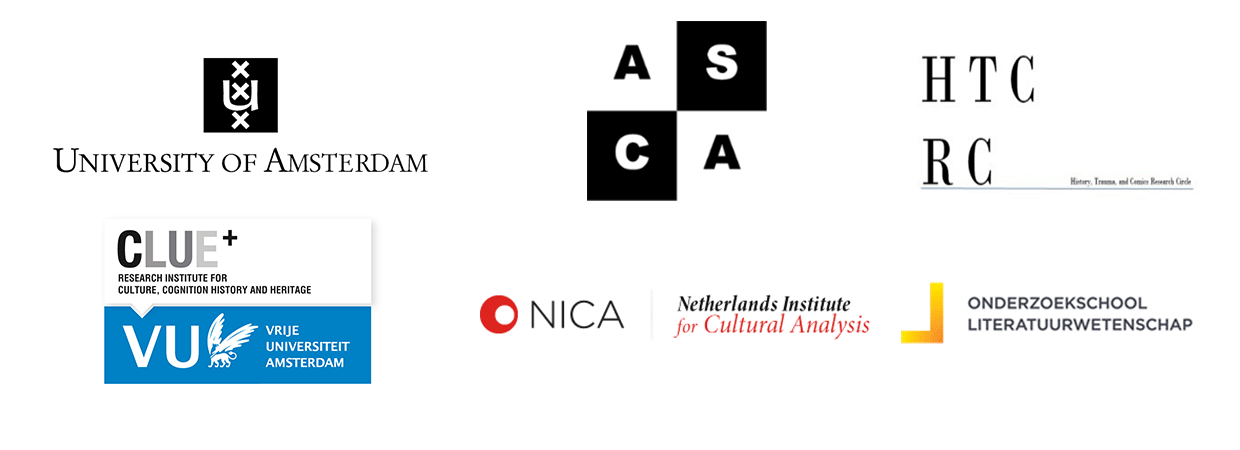 U
UNIVERSITY OF AMSTERDAM
A S
C A
H T C
R C
History, Trauma, and Comics Research Circle
CLUE+
RESEARCH INSTITUTE FOR
CULTURE, COGNITION HISTORY AND HERITAGE
VU
VRIJE
UNIVERSITEIT
AMSTERDAM
NICA
Netherlands Institute
for Cultural Analysis
ONDERZOEKSCHOOL
LITERATUURWETENSCHAP